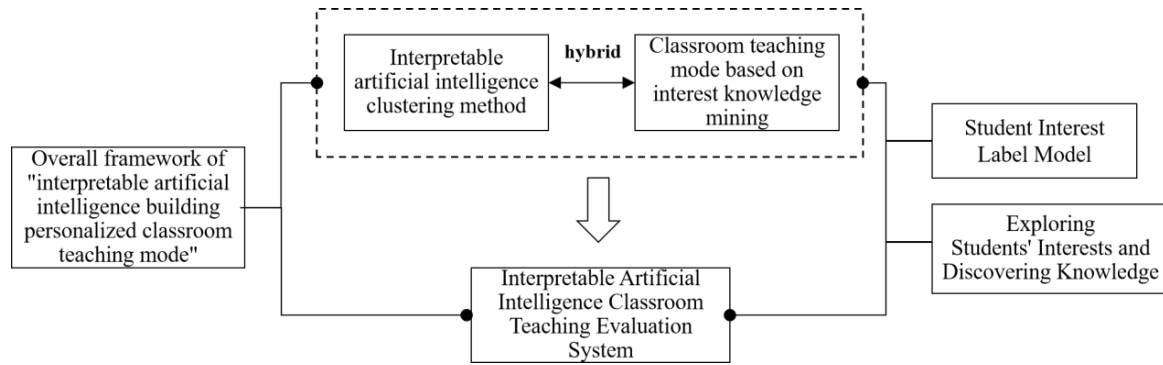 Overall framework of
"interpretable artificial
intelligence building
personalized classroom
teaching mode"
Interpretable
artificial intelligence
clustering method
hybrid
Classroom teaching
mode based on
interest knowledge
mining
Interpretable Artificial
Intelligence Classroom
Teaching Evaluation
System
Student Interest
Label Model
Exploring
Students' Interests and
Discovering Knowledge